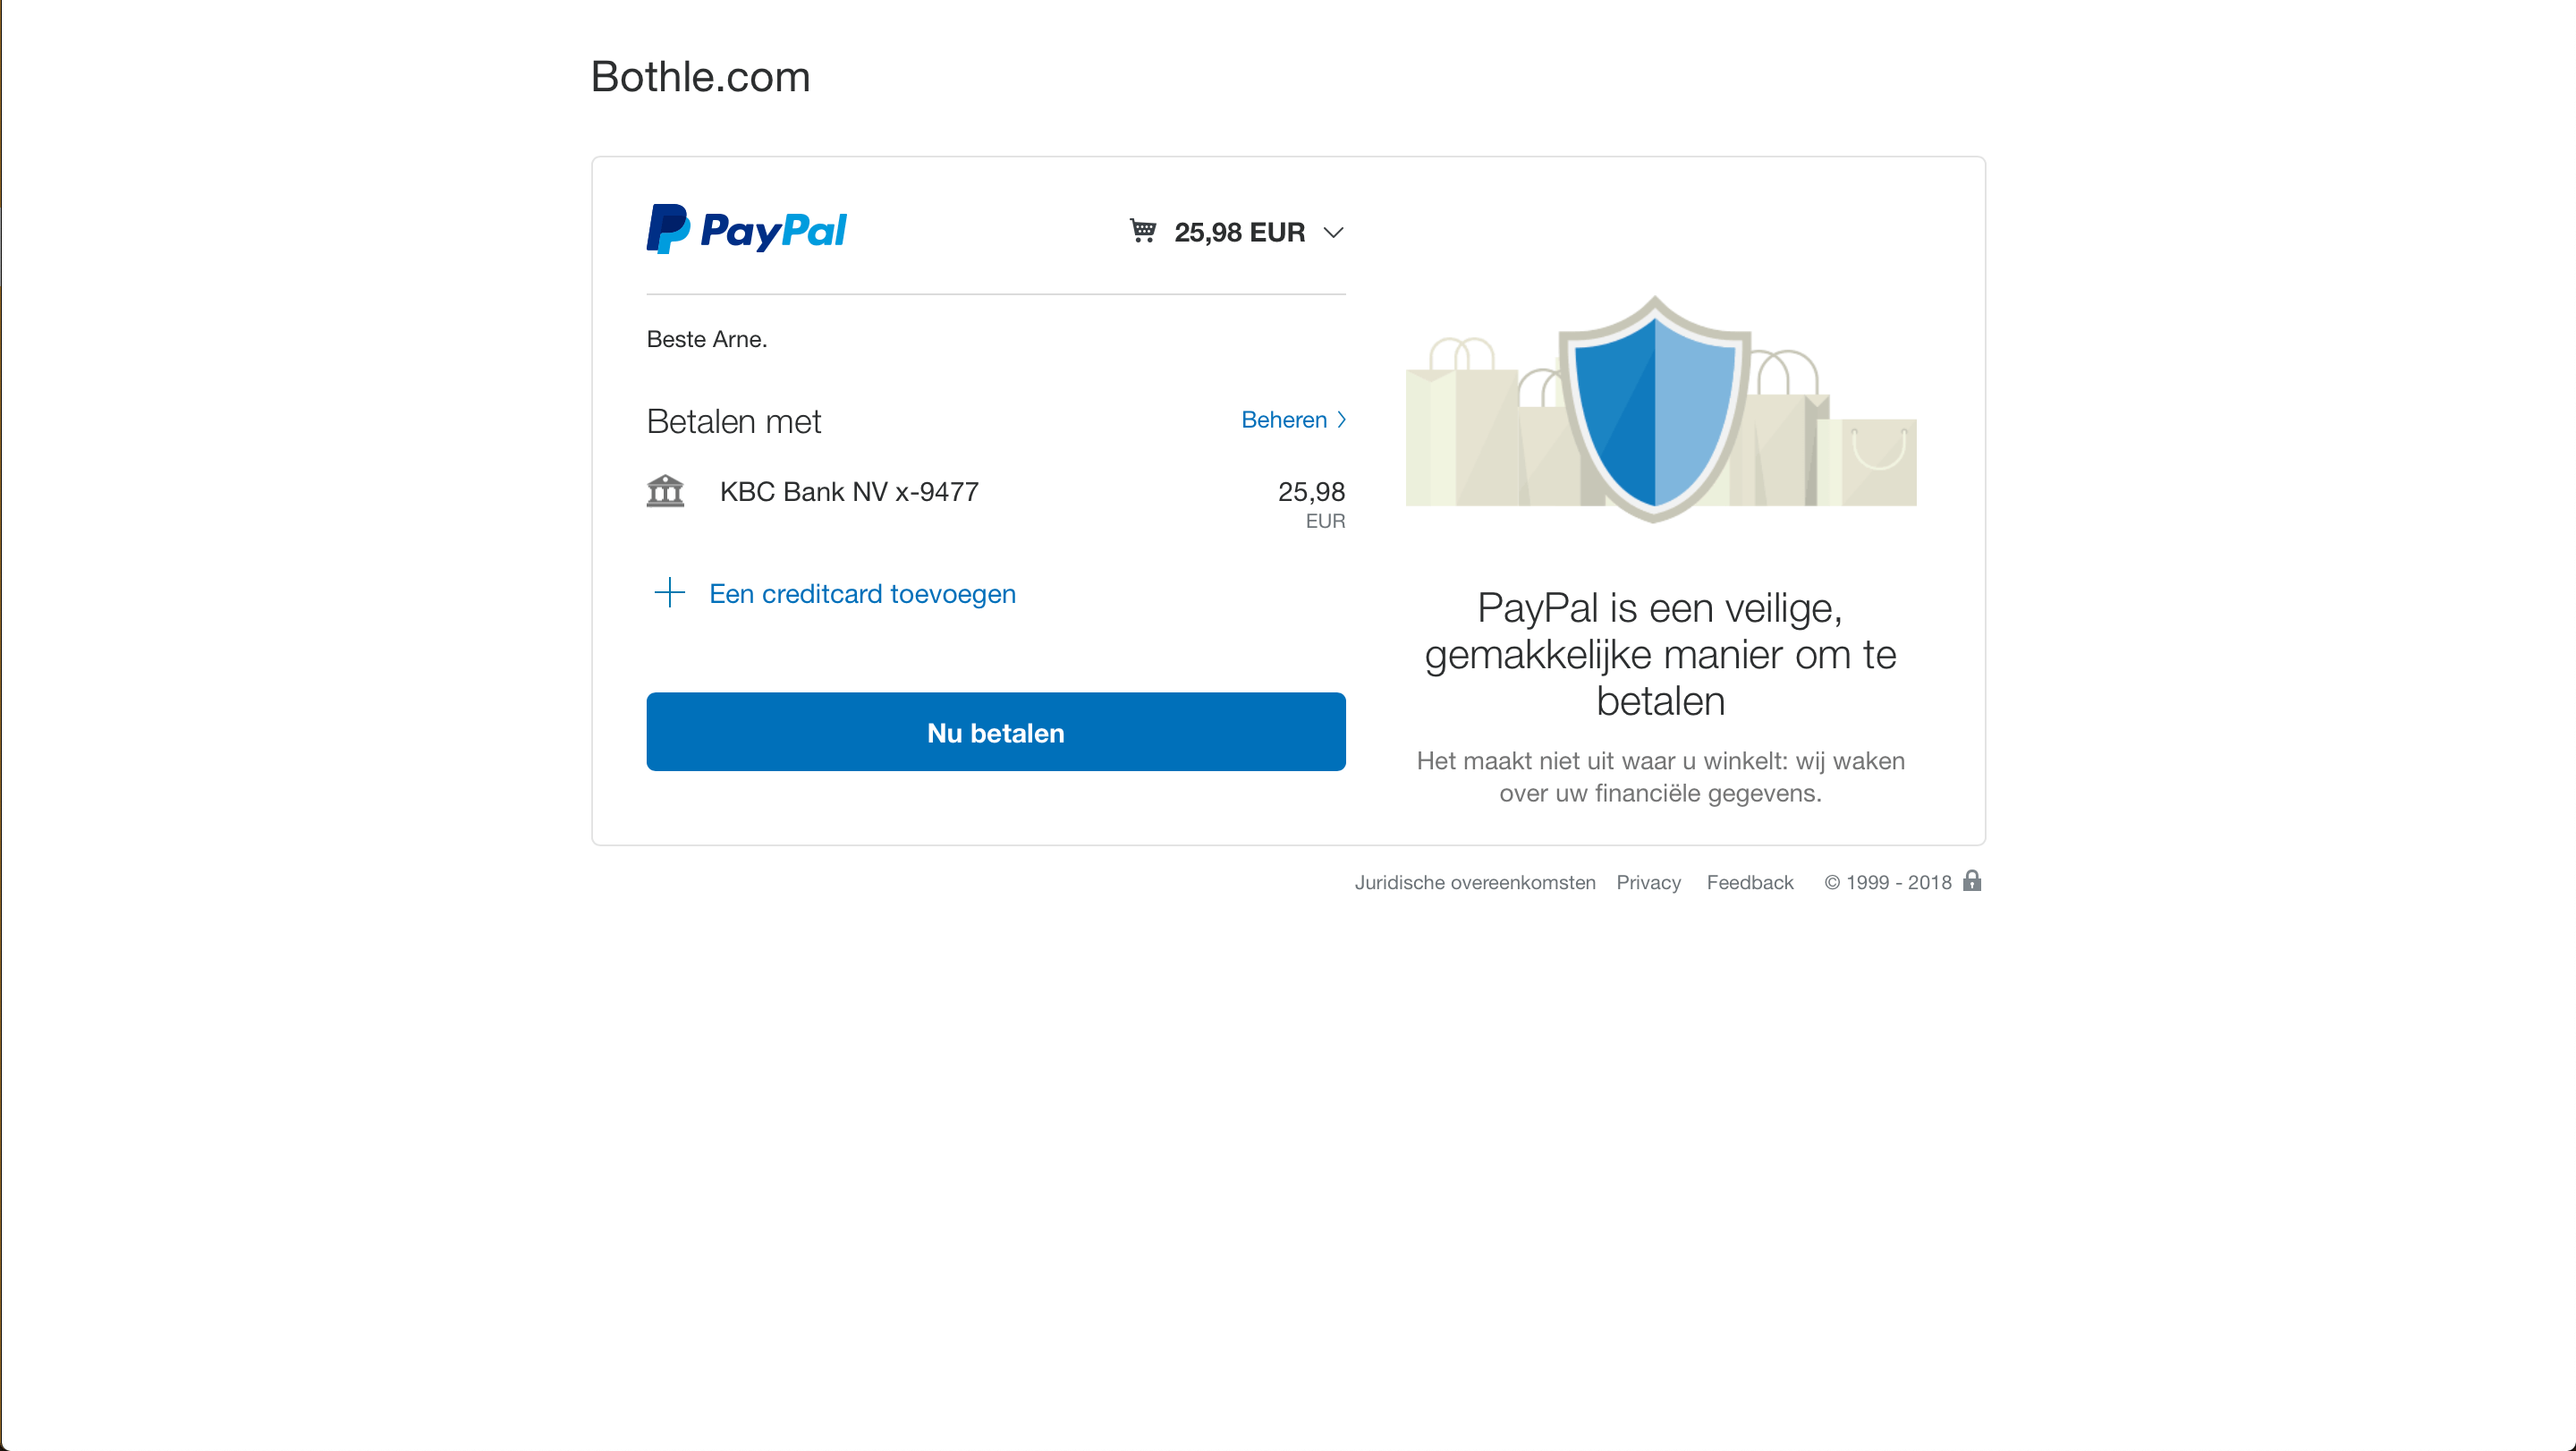 Bothle.com
PayPal
25,98 EUR
Beste Arne.
Betalen met
Beheren
KBC Bank NV x-9477
25,98
EUR
Een creditcard toevoegen
Nu betalen
PayPal is een veilige,
gemakkelijke manier om te
betalen
Het maakt niet uit waar u winkelt: wij waken
over uw financiële gegevens.
Juridische overeenkomsten Privacy Feedback © 1999 - 2018